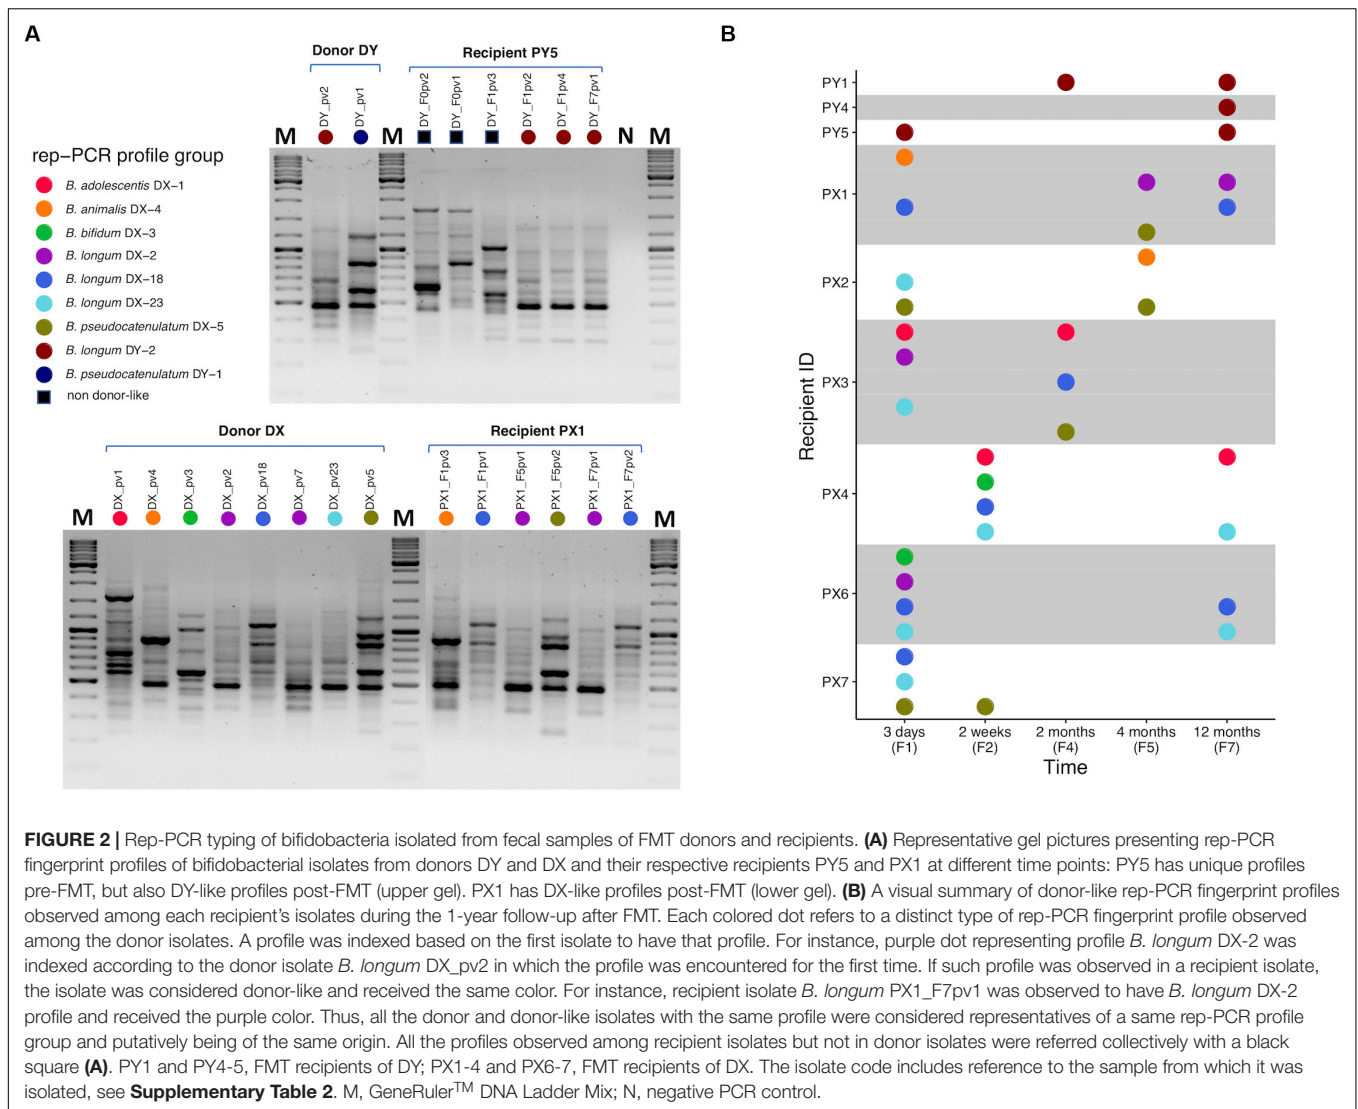 A
Donor DY
Recipient PY5
DY_pv2
DY_pv1
DY_F0pv2
DY_F0pv1
DY_F1pv3
DY_F1pv2
DY_F1pv4
DY_F7pv1
M
M
N
M
rep−PCR profile group
B. adolescentis DX−1
B. animalis DX−4
B. bifidum DX−3
B. longum DX−2
B. longum DX−18
B. longum DX−23
B. pseudocatenulatum DX−5
B. longum DY−2
B. pseudocatenulatum DY−1
non donor-like
Donor DX
Recipient PX1
DX_pv1
DX_pv4
DX_pv3
DX_pv2
DX_pv18
DX_pv7
DX_pv23
DX_pv5
PX1_F1pv3
PX1_F1pv1
PX1_F5pv1
PX1_F5pv2
PX1_F7pv1
PX1_F7pv2
M
M
M
B
Recipient ID
PY1
PY4
PY5
PX1
PX2
PX3
PX4
PX6
PX7
3 days
(F1)
2 weeks
(F2)
2 months
(F4)
4 months
(F5)
12 months
(F7)
Time
FIGURE 2 | Rep-PCR typing of bifidobacteria isolated from fecal samples of FMT donors and recipients. (A) Representative gel pictures presenting rep-PCR
fingerprint profiles of bifidobacterial isolates from donors DY and DX and their respective recipients PY5 and PX1 at different time points: PY5 has unique profiles
pre-FMT, but also DY-like profiles post-FMT (upper gel). PX1 has DX-like profiles post-FMT (lower gel). (B) A visual summary of donor-like rep-PCR fingerprint profiles
observed among each recipient's isolates during the 1-year follow-up after FMT. Each colored dot refers to a distinct type of rep-PCR fingerprint profile observed
among the donor isolates. A profile was indexed based on the first isolate to have that profile. For instance, purple dot representing profile B. longum DX-2 was
indexed according to the donor isolate B. longum DX_pv2 in which the profile was encountered for the first time. If such profile was observed in a recipient isolate,
the isolate was considered donor-like and received the same color. For instance, recipient isolate B. longum PX1_F7pv1 was observed to have B. longum DX-2
profile and received the purple color. Thus, all the donor and donor-like isolates with the same profile were considered representatives of a same rep-PCR profile
group and putatively being of the same origin. All the profiles observed among recipient isolates but not in donor isolates were referred collectively with a black
square (A). PY1 and PY4-5, FMT recipients of DY; PX1-4 and PX6-7, FMT recipients of DX. The isolate code includes reference to the sample from which it was
isolated, see Supplementary Table 2. M, GeneRuler™ DNA Ladder Mix; N, negative PCR control.